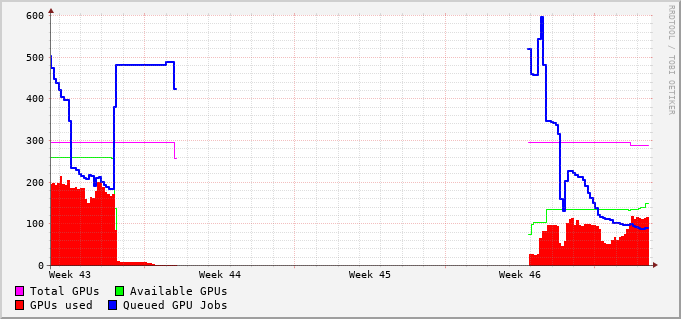 600
500
400
300
200
100
0
Week 43 Week 44 Week 45 Week 46
Total GPUs Available GPUs
GPUs used Queued GPU Jobs
RRDTOOL / TOBI OETIKER